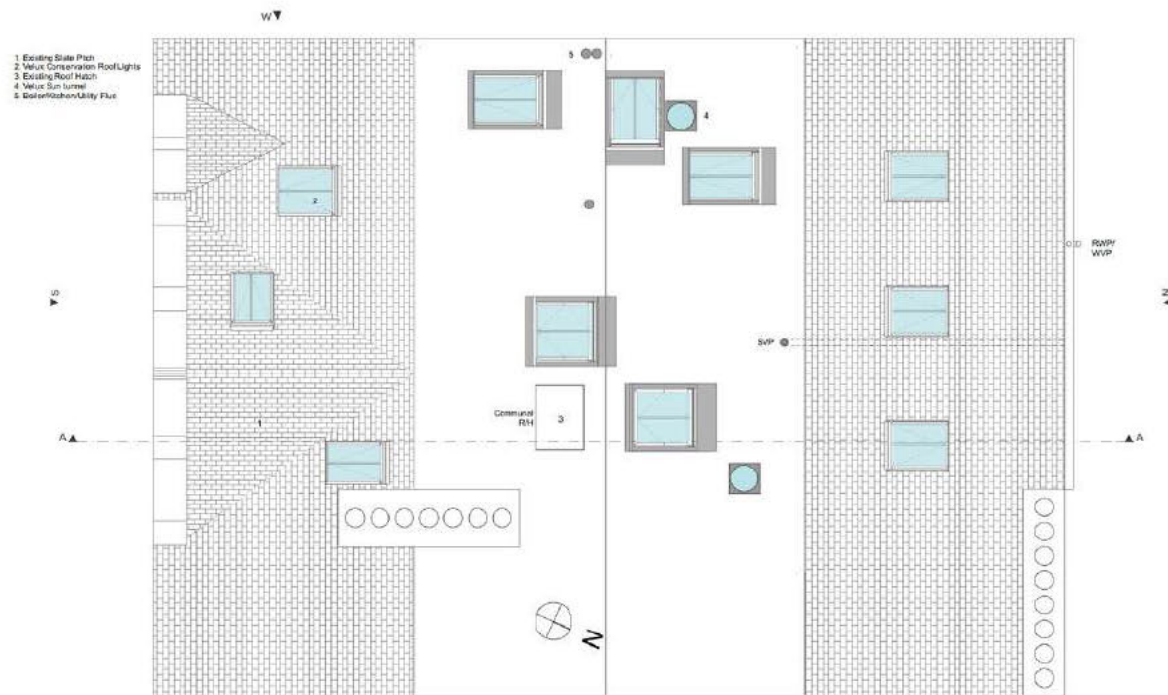 W
1. Existing Slate Pitch
2. Velux Conservation Roof Lights
3. Existing Roof Hatch
4. Velux Sun tunnel
5. Boiler/Kitchen/Utility Flue
5
4
2
RWP/
WVP
S
N
SVP
Communal
R/H
3
1
A
A
N